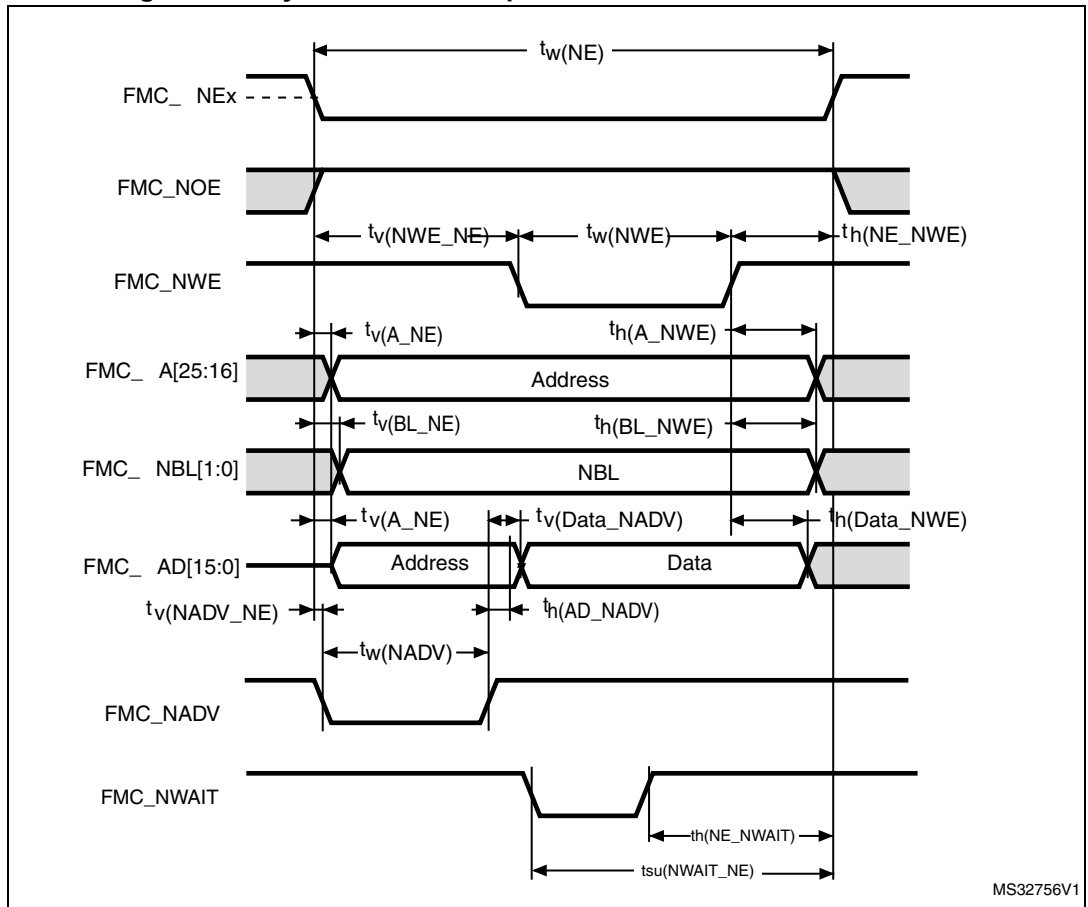 tw(NE)
FMC_ NEx
FMC_NOE
tv(NWE_NE) tw(NWE) th(NE_NWE)
FMC_NWE
tv(A_NE) th(A_NWE)
FMC_ A[25:16] Address
tv(BL_NE) th(BL_NWE)
FMC_ NBL[1:0] NBL
tv(A_NE) tv(Data_NADV) th(Data_NWE)
FMC_ AD[15:0] Address Data
tv(NADV_NE) th(AD_NADV)
tw(NADV)
FMC_NADV
FMC_NWAIT
th(NE_NWAIT)
tsu(NWAIT_NE)
MS32756V1